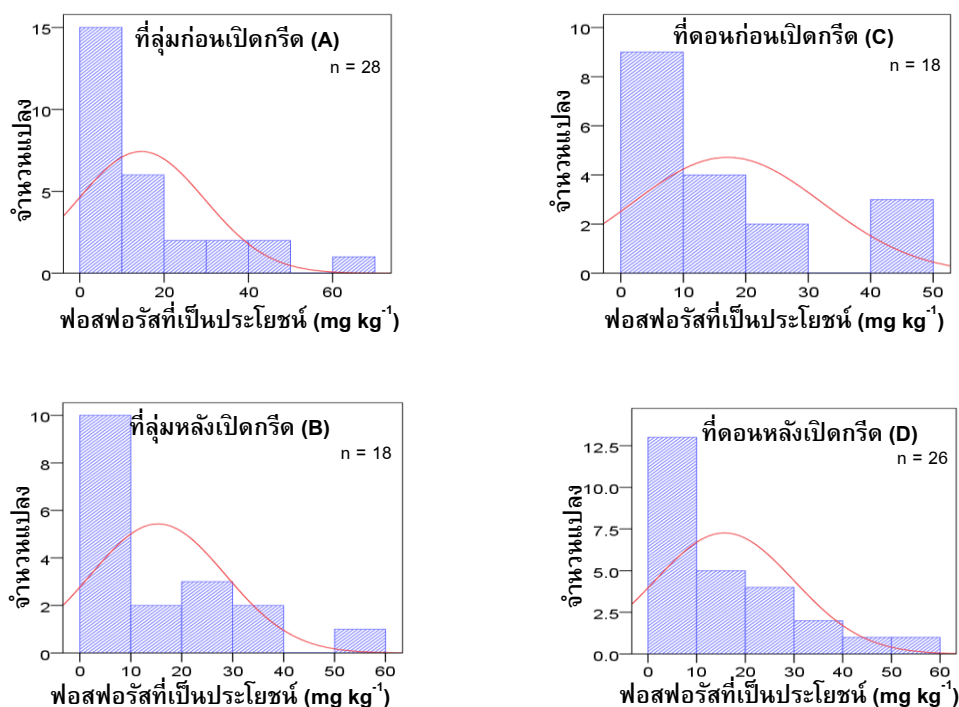 ที่ลุ่มก่อนเปิดกรีด (A)
n = 28
จำนวนแปลง
15
10
5
0
0 20 40 60
ฟอสฟอรัสที่เป็นประโยชน์ (mg kg⁻¹)
ที่ดอนก่อนเปิดกรีด (C)
n = 18
จำนวนแปลง
10
8
6
4
2
0
0 10 20 30 40 50
ฟอสฟอรัสที่เป็นประโยชน์ (mg kg⁻¹)
ที่ลุ่มหลังเปิดกรีด (B)
n = 18
จำนวนแปลง
10
8
6
4
2
0
0 10 20 30 40 50 60
ฟอสฟอรัสที่เป็นประโยชน์ (mg kg⁻¹)
ที่ดอนหลังเปิดกรีด (D)
n = 26
จำนวนแปลง
12.5
10.0
7.5
5.0
2.5
0.0
0 10 20 30 40 50 60
ฟอสฟอรัสที่เป็นประโยชน์ (mg kg⁻¹)